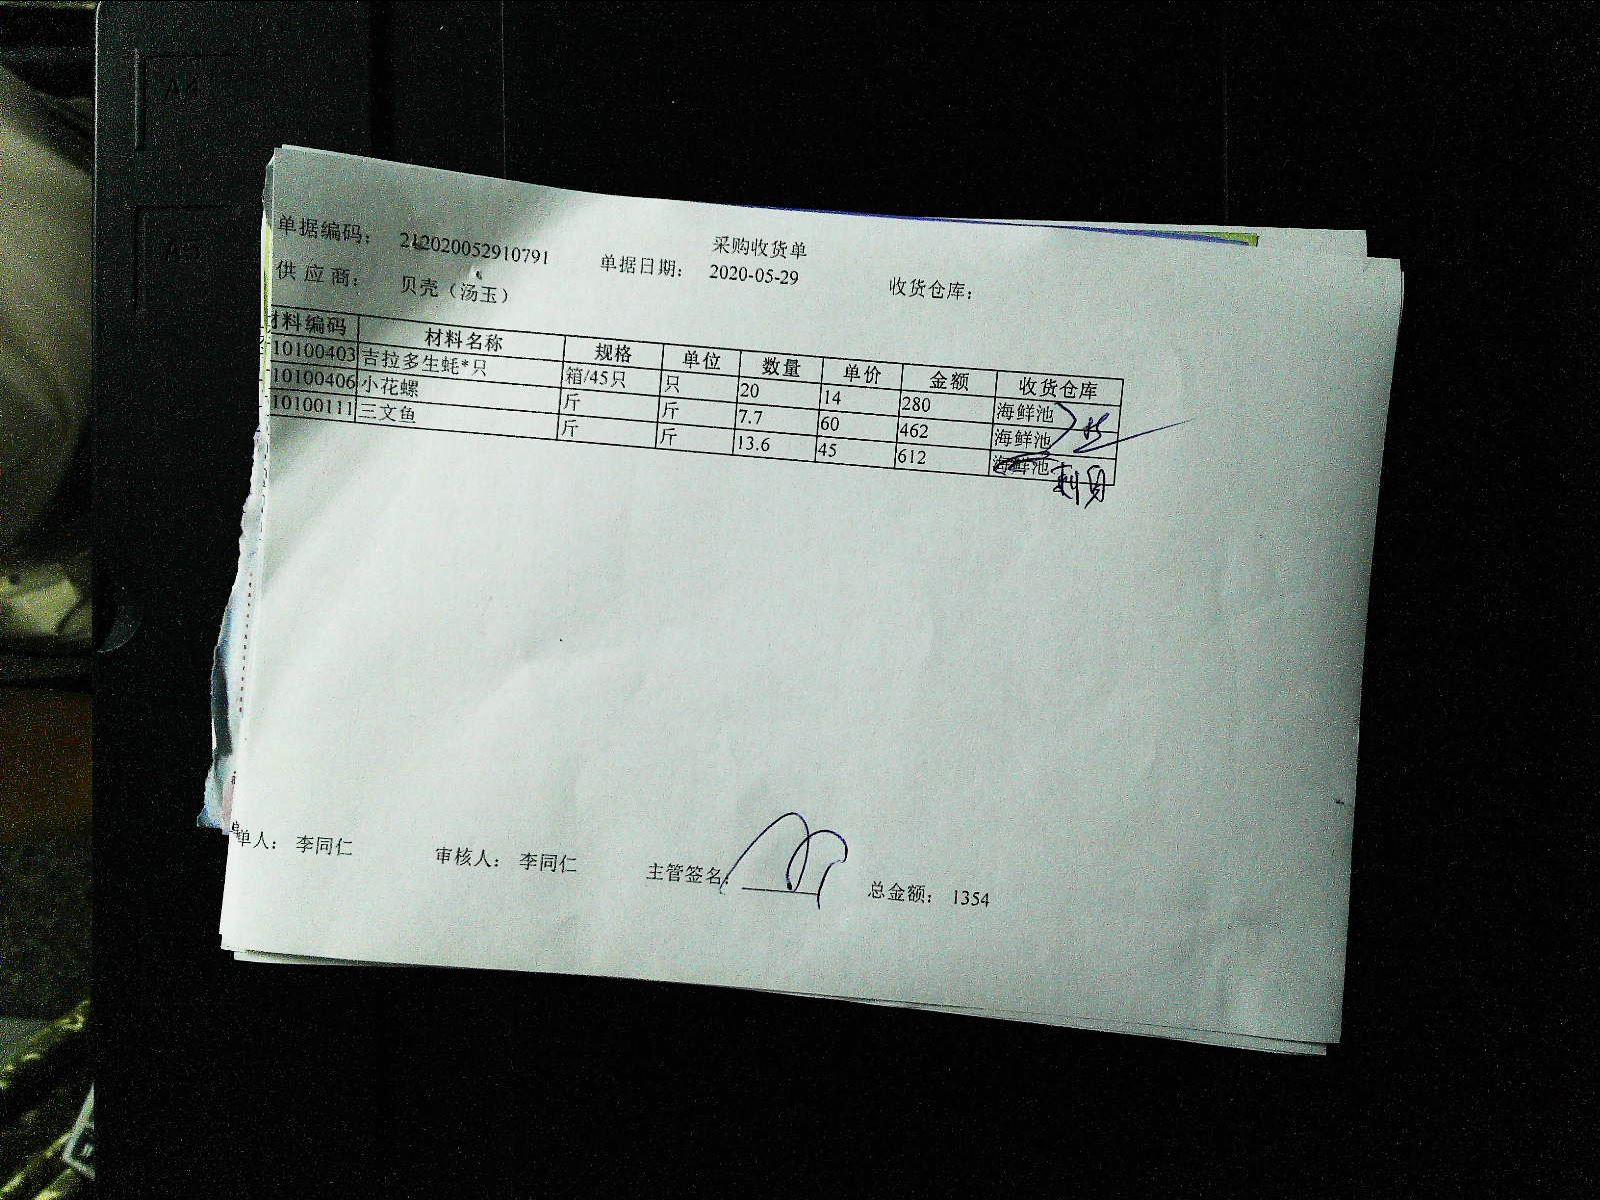 A4
A5
采购收货单
单据编码： 212020052910791 单据日期： 2020-05-29 收货仓库：
供应商： 贝壳（汤玉）
材料编码 材料名称 规格 单位 数量 单价 金额 收货仓库
10100403 吉拉多生蚝*只 箱/45只 只 20 14 280 海鲜池
10100406 小花螺 斤 斤 7.7 60 462 海鲜池
10100111 三文鱼 斤 斤 13.6 45 612 海鲜池
刺身
单人： 李同仁 审核人： 李同仁 主管签名： 总金额： 1354